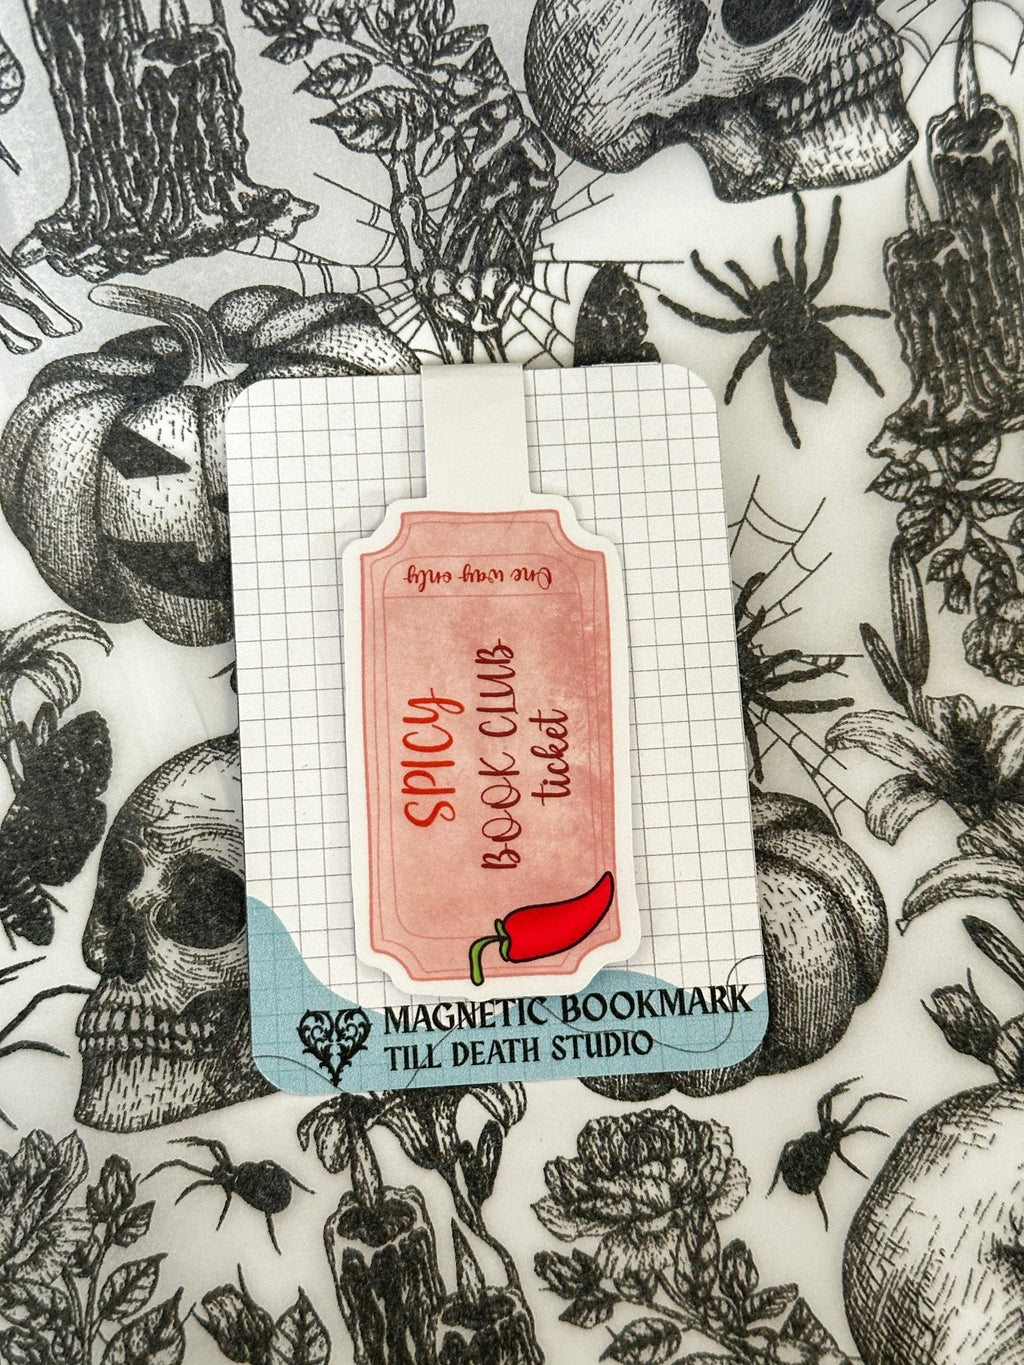 One way only
SPICY
BOOK CLUB
ticket
MAGNETIC BOOKMARK
TILL DEATH STUDIO